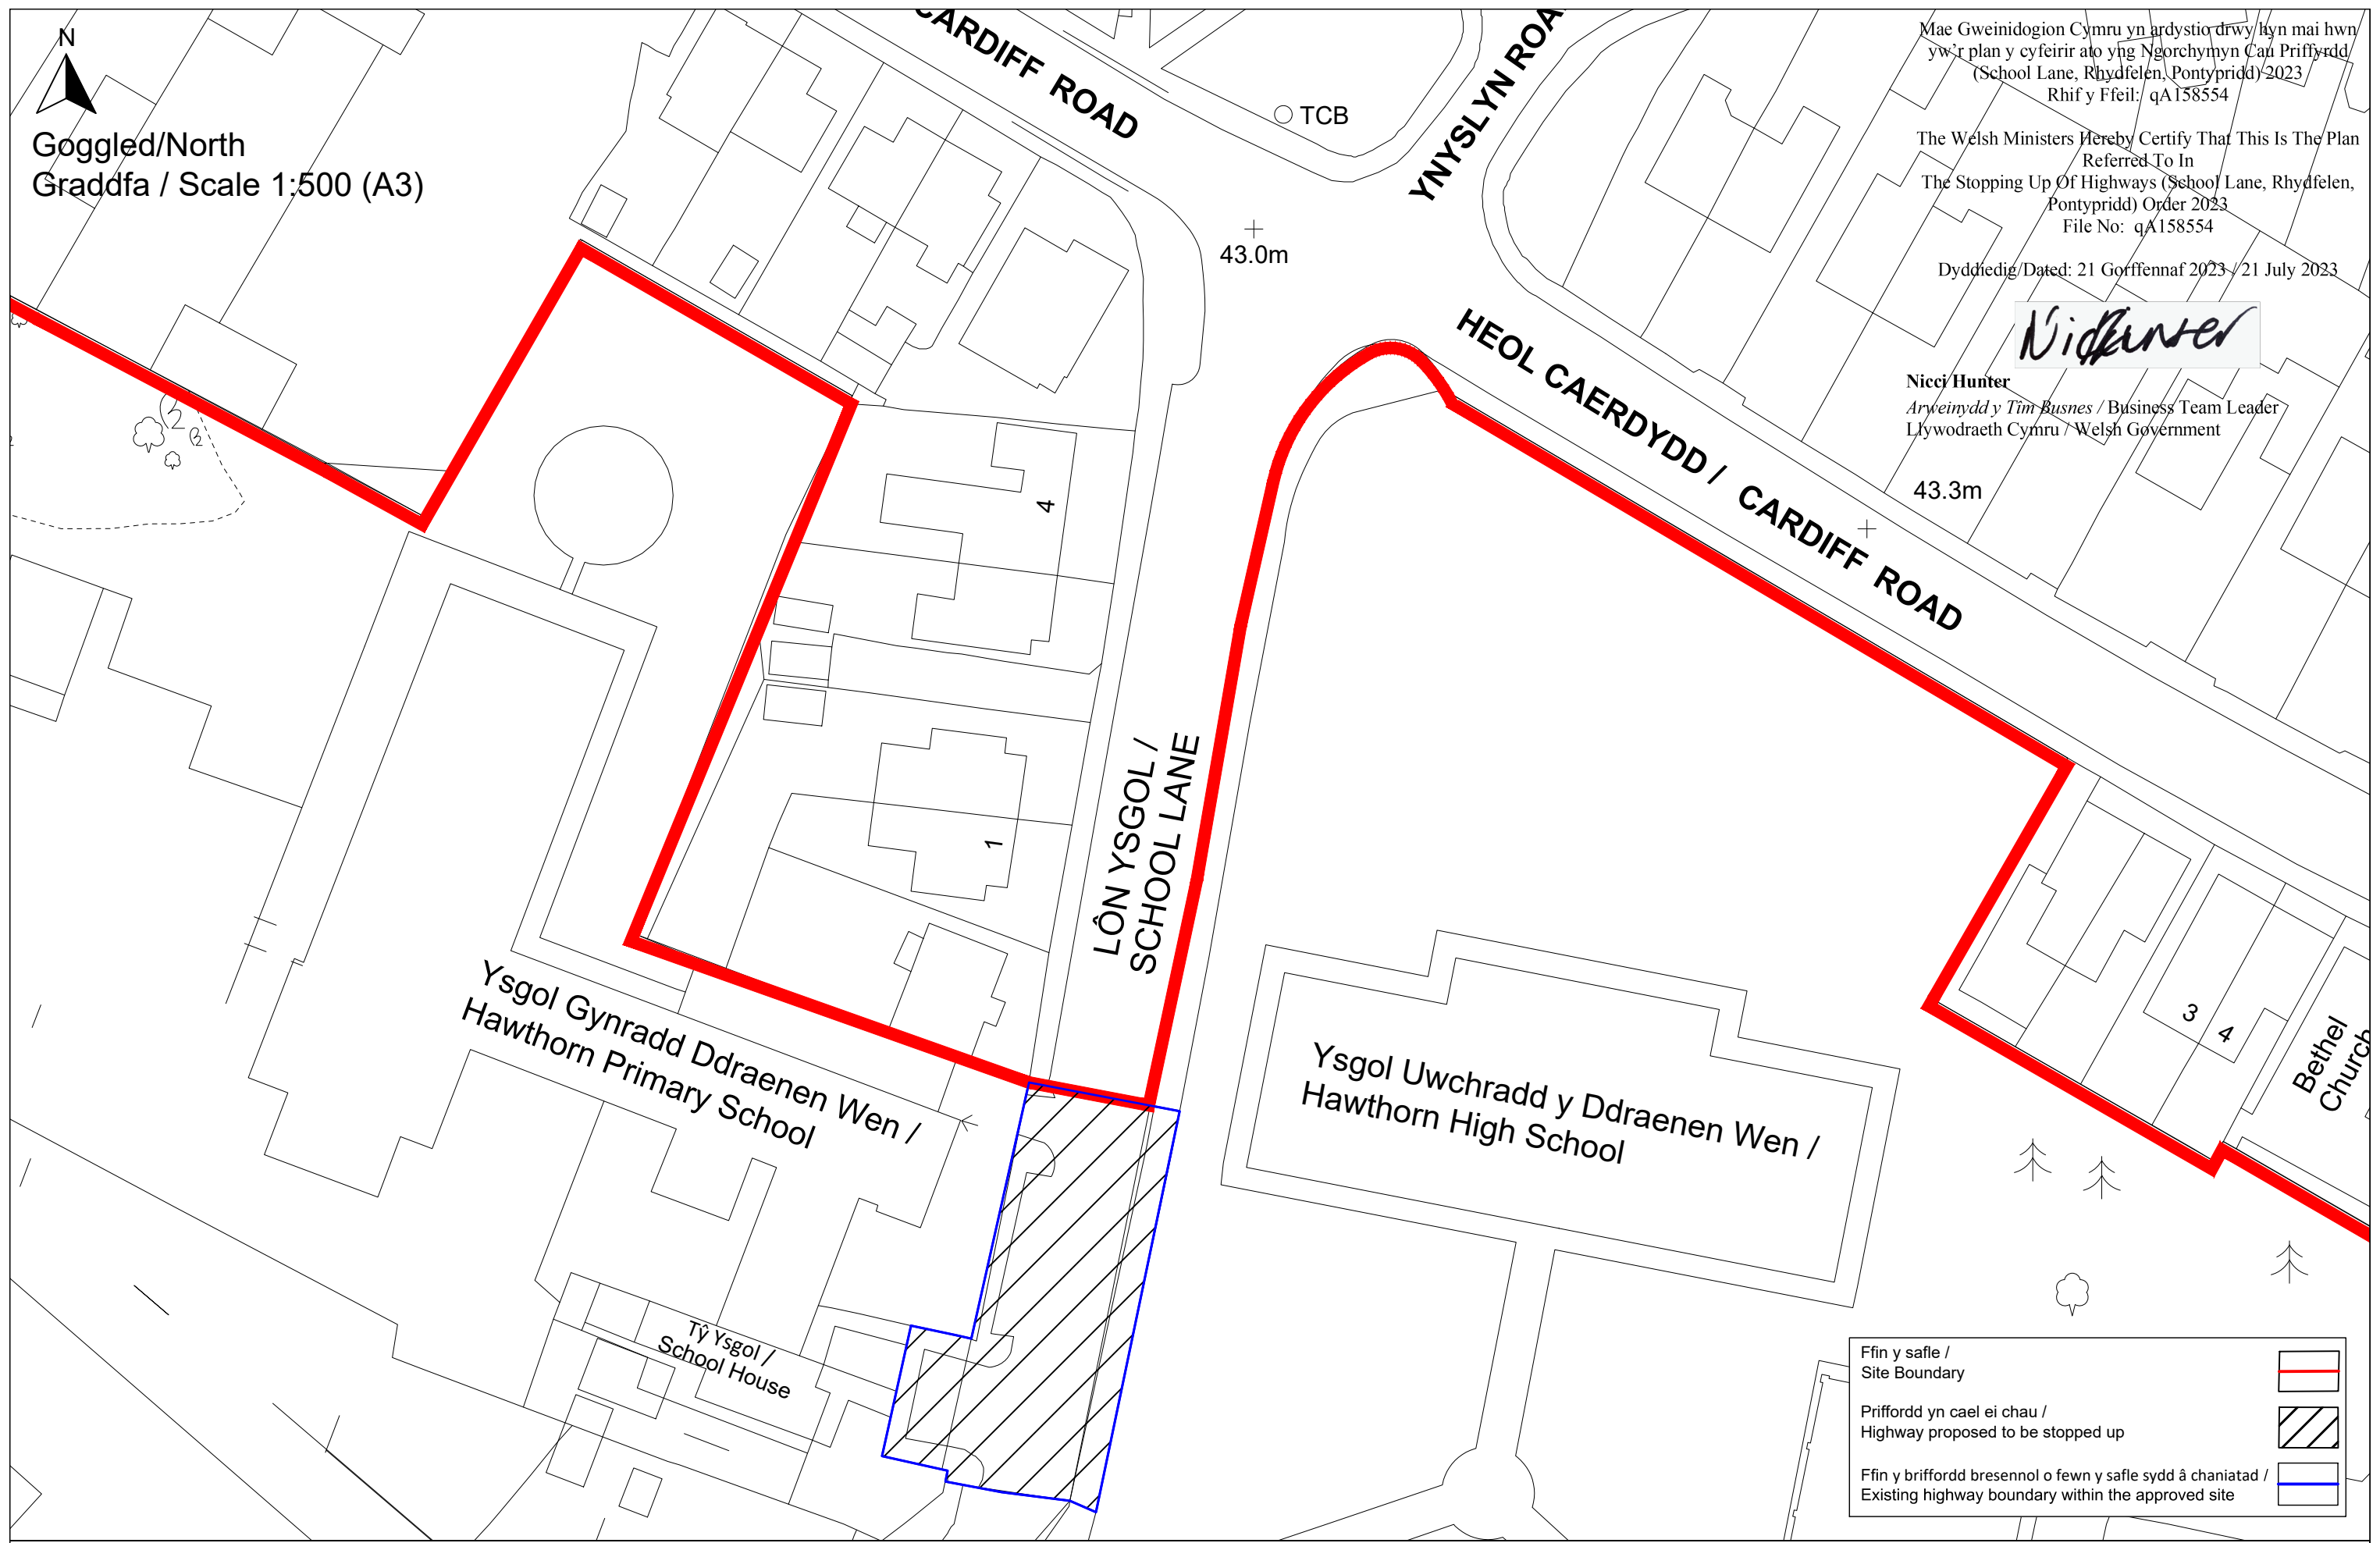 N
Goggled/North
Graddfa / Scale 1:500 (A3)
CARDIFF ROAD
TCB
43.0m
Mae Gweinidogion Cymru yn ardystio drwy hyn mai hwn
yw'r plan y cyfeirir ato yng Ngorchymyn Cau Priffyrdd
(School Lane, Rhydfelen, Pontypridd) 2023
Rhif y Ffeil: qA158554
The Welsh Ministers Hereby Certify That This Is The Plan
Referred To In
The Stopping Up Of Highways (School Lane, Rhydfelen,
Pontypridd) Order 2023
File No: qA158554
Dyddiedig/Dated: 21 Gorffennaf 2023 / 21 July 2023
Nicci Hunter
Arweinydd y Tîm Busnes / Business Team Leader
Llywodraeth Cymru / Welsh Government
YNYSLYN ROA
HEOL CAERDYDD / CARDIFF ROAD
43.3m
4
1
LÔN YSGOL /
SCHOOL LANE
Ysgol Gynradd Ddraenen Wen /
Hawthorn Primary School
Ysgol Uwchradd y Ddraenen Wen /
Hawthorn High School
3
4
Bethel
Church
Tŷ Ysgol /
School House
Ffin y safle /
Site Boundary
Priffordd yn cael ei chau /
Highway proposed to be stopped up
Ffin y briffordd bresennol o fewn y safle sydd â chaniatad /
Existing highway boundary within the approved site